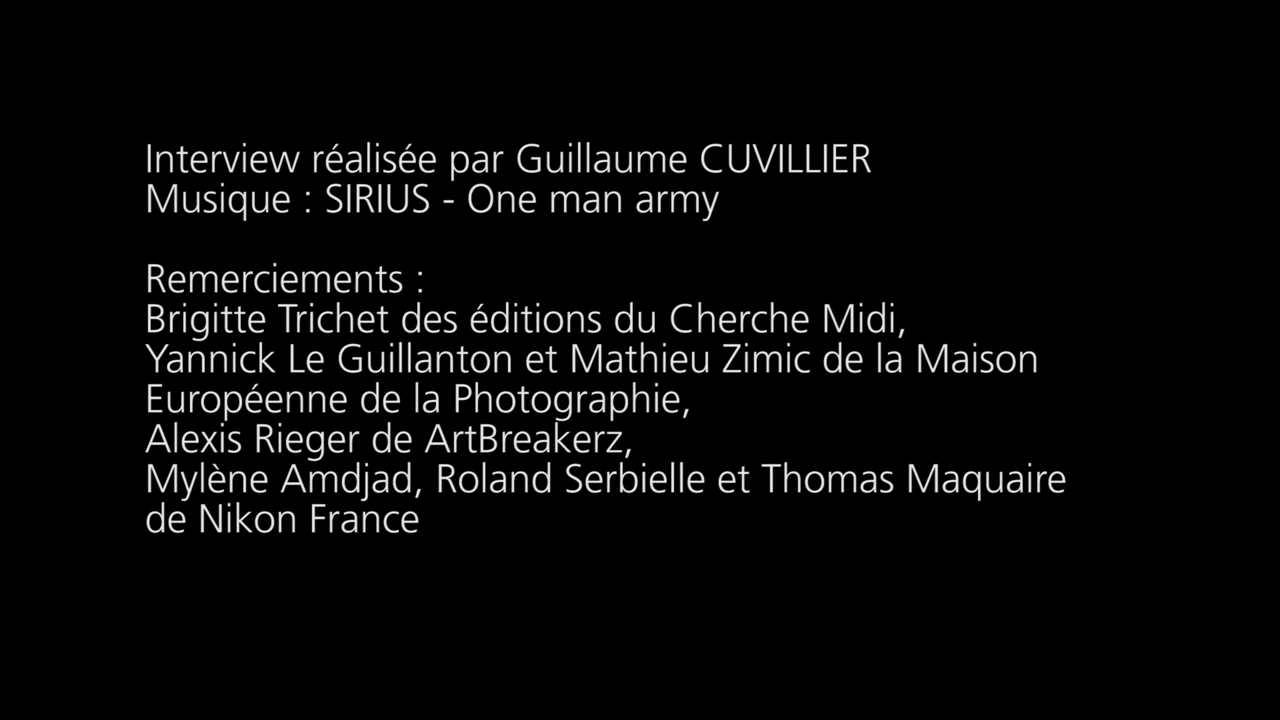 Interview réalisée par Guillaume CUVILLIER
Musique : SIRIUS - One man army
Remerciements :
Brigitte Trichet des éditions du Cherche Midi,
Yannick Le Guillanton et Mathieu Zimic de la Maison
Européenne de la Photographie,
Alexis Rieger de ArtBreakerz,
Mylène Amdjad, Roland Serbielle et Thomas Maquaire
de Nikon France